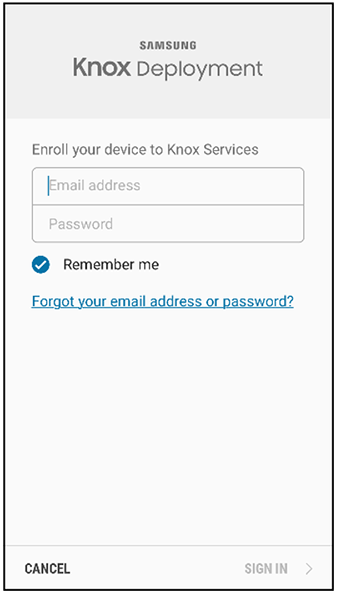 SAMSUNG
Knox Deployment
Enroll your device to Knox Services
Email address
Password
Remember me
Forgot your email address or password?
CANCEL
SIGN IN